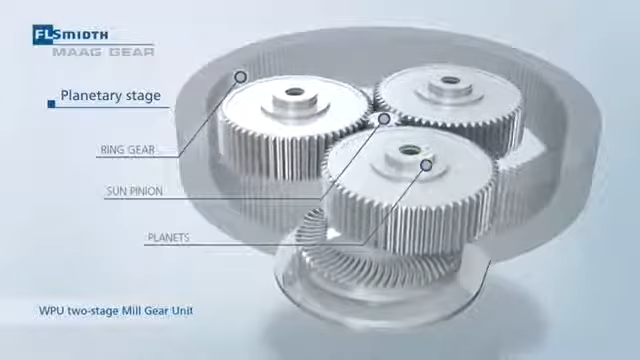 FLSMIDTH
MAAG GEAR
Planetary stage
RING GEAR
SUN PINION
PLANETS
WPU two-stage Mill Gear Unit